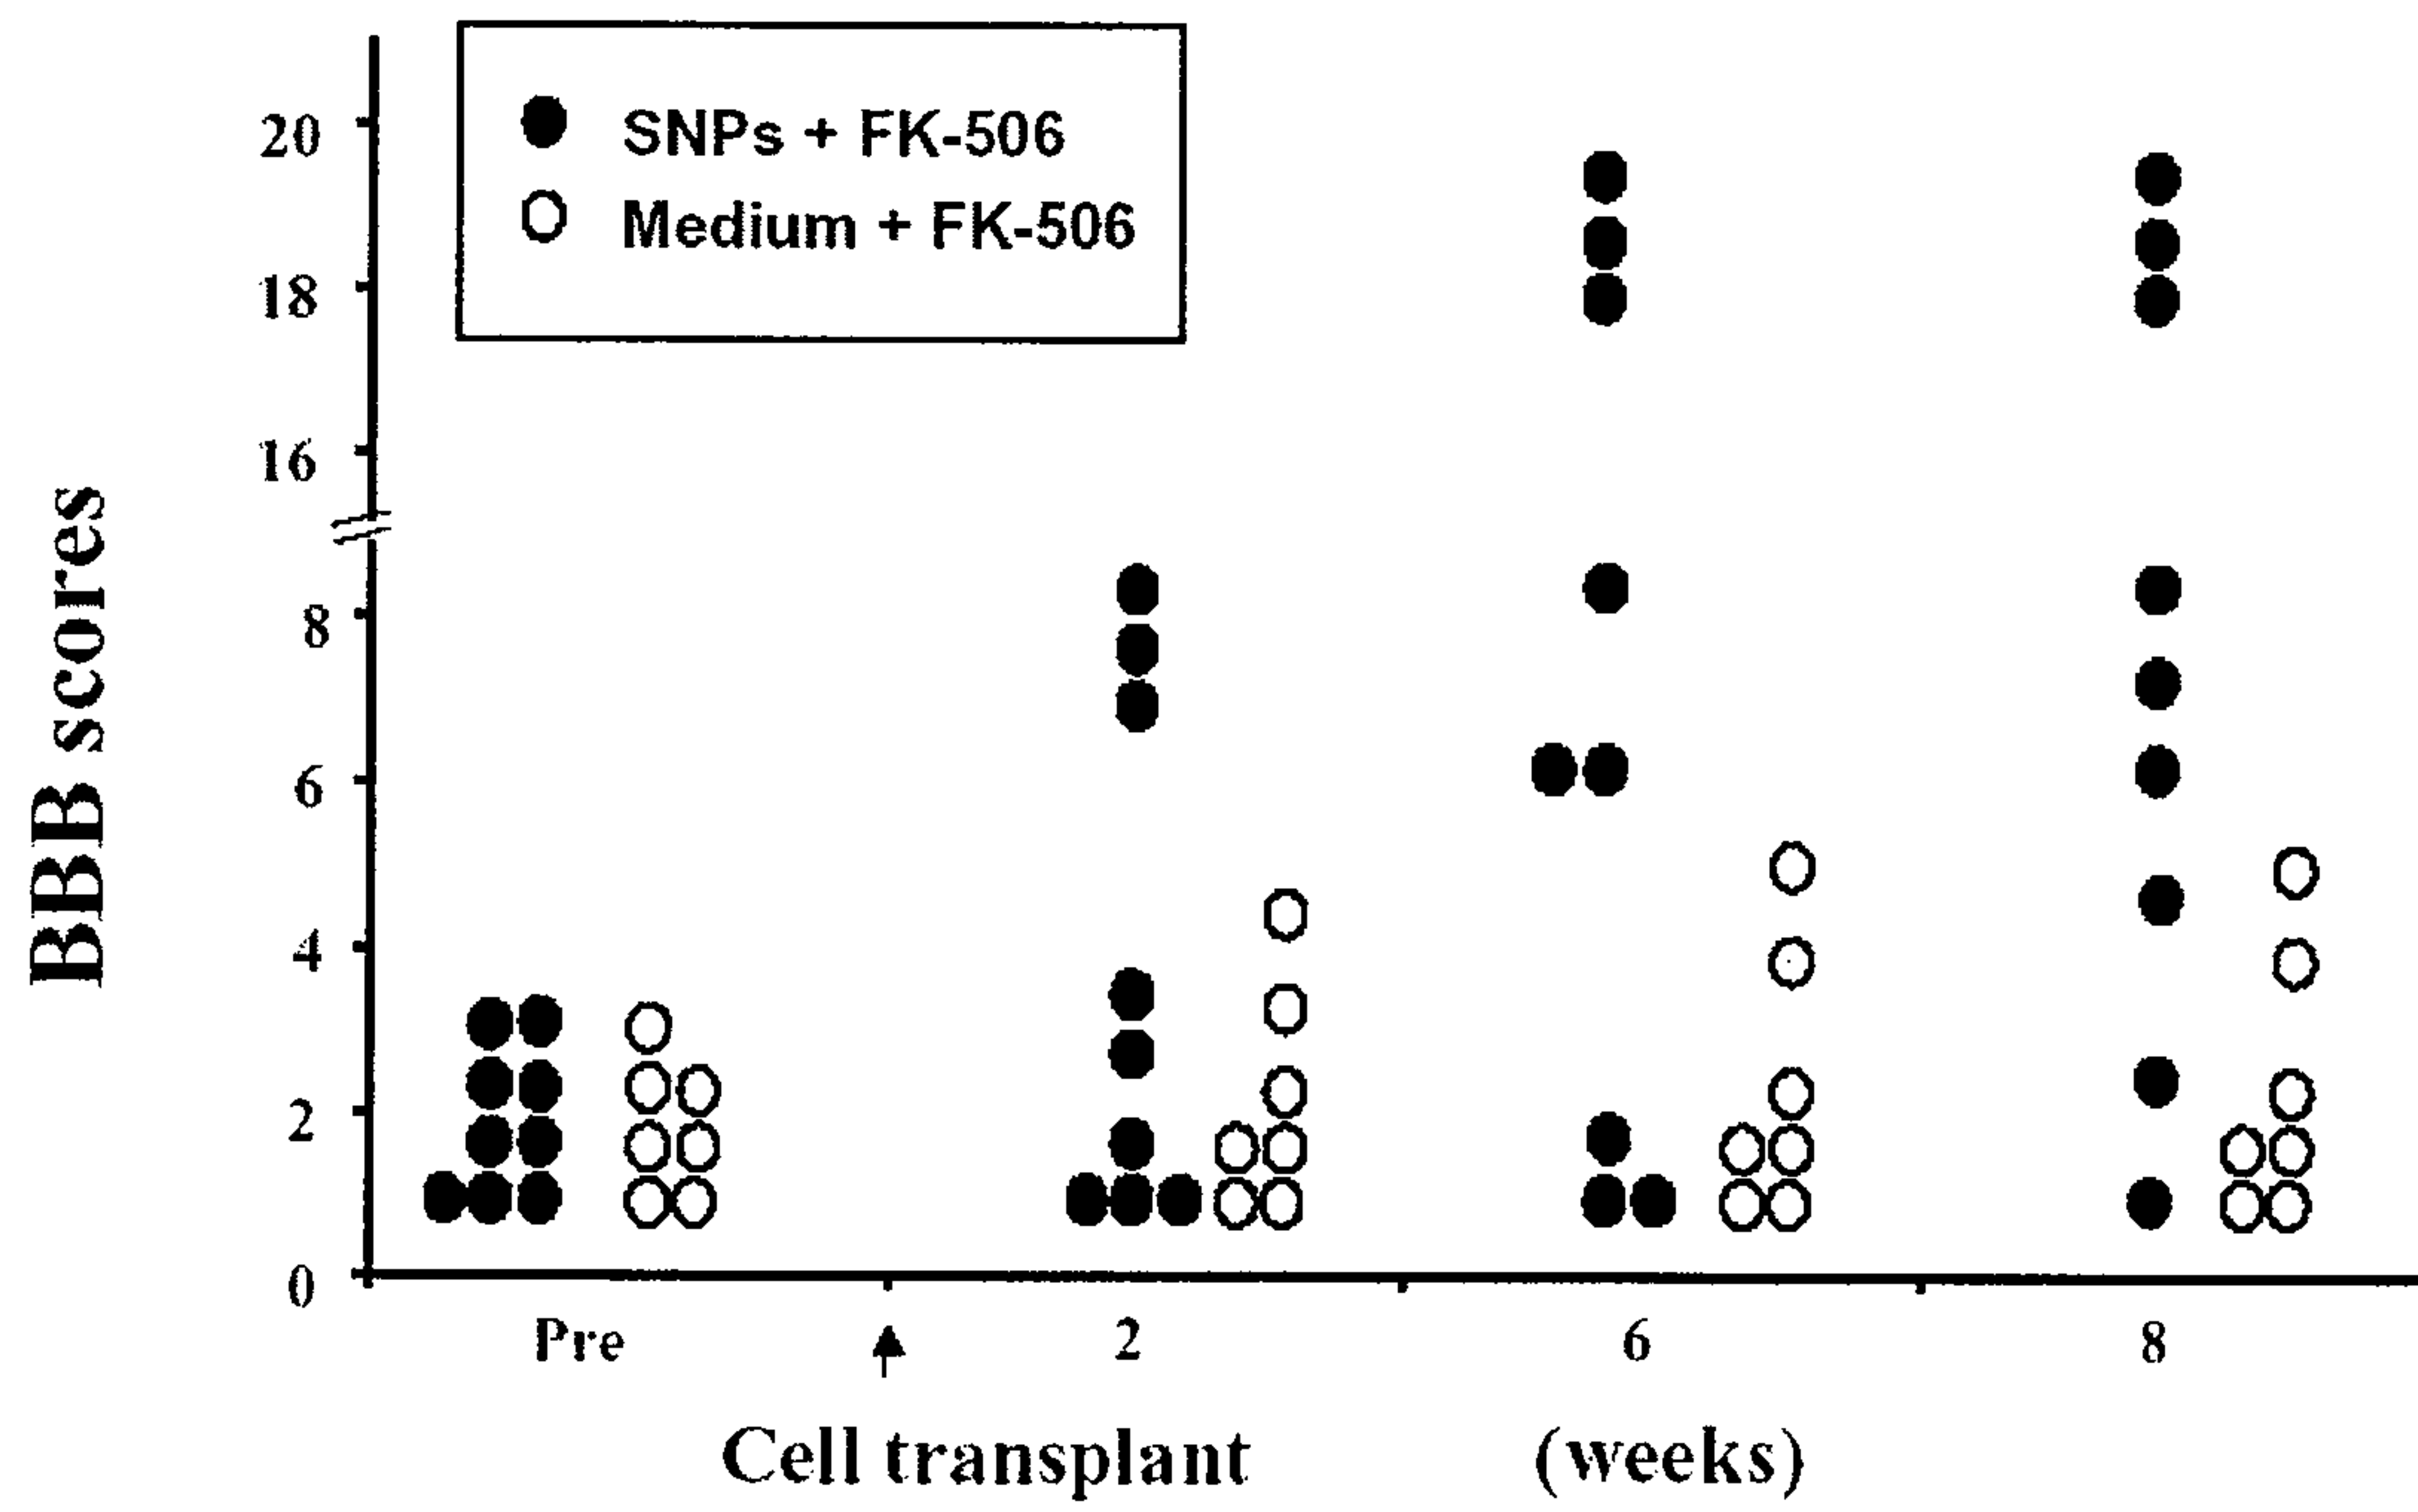 SNPs + FK-506
Medium + FK-506
BBB scores
20
18
16
8
6
4
2
0
Pre 2 6 8
Cell transplant (weeks)